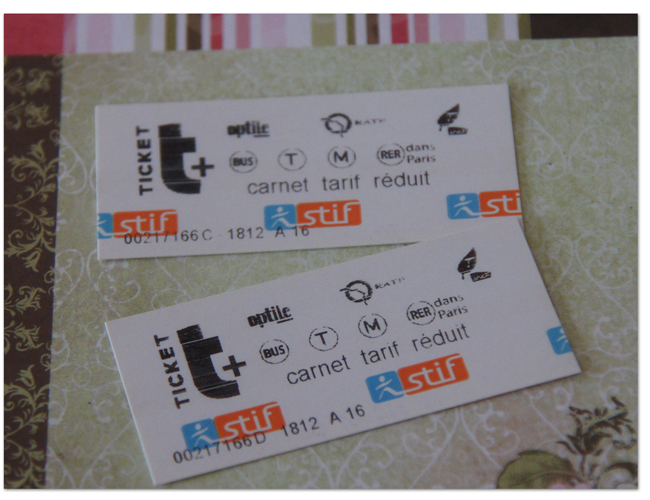 TICKET t+
optile RATP
BUS T M RER dans Paris
carnet tarif réduit
stif stif sti
00217166C 1812 A 16
TICKET t+
optile RATP
BUS T M RER dans Paris
carnet tarif réduit
stif stif
00217166D 1812 A 16